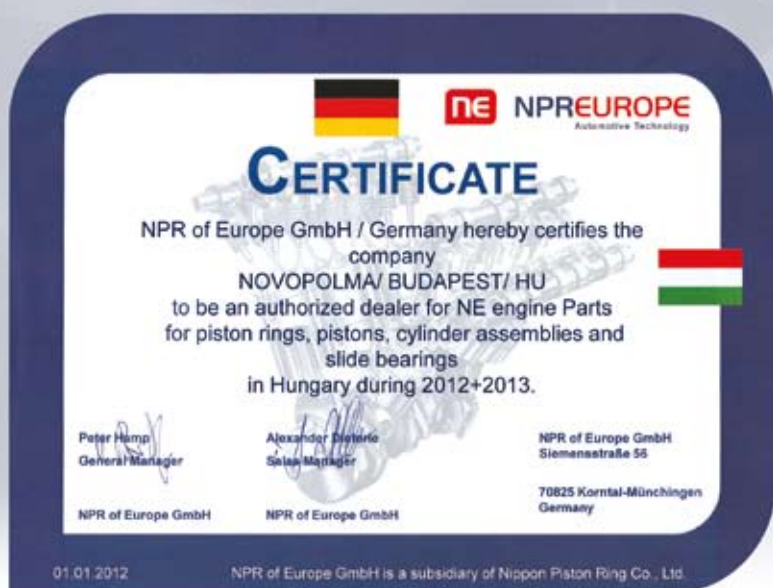 NE NPREUROPE
Automotive Technology
CERTIFICATE
NPR of Europe GmbH / Germany hereby certifies the
company
NOVOPOLMA/ BUDAPEST/ HU
to be an authorized dealer for NE engine Parts
for piston rings, pistons, cylinder assemblies and
slide bearings
in Hungary during 2012+2013.
Peter Hamp
General Manager
NPR of Europe GmbH
Alexander Dieterle
Sales Manager
NPR of Europe GmbH
NPR of Europe GmbH
Siemensstraße 56
70825 Korntal-Münchingen
Germany
01.01.2012 NPR of Europe GmbH is a subsidiary of Nippon Piston Ring Co., Ltd.